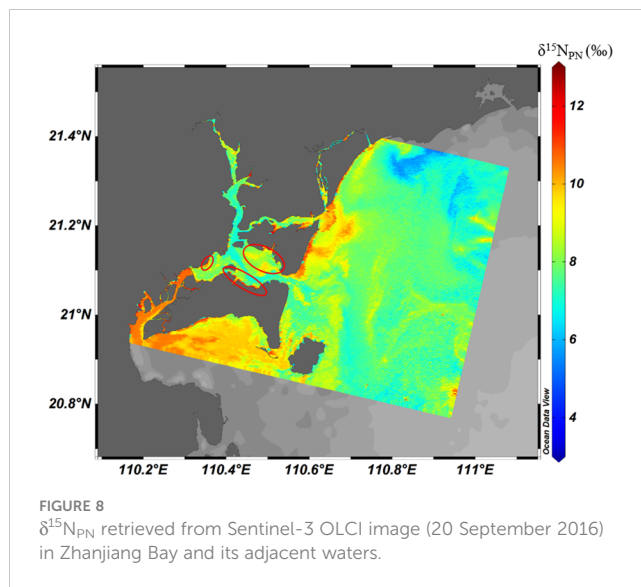 δ¹⁵N_PN (‰)
12
21.4°N
10
21.2°N
8
21°N
6
20.8°N
4
Ocean Data View
110.2°E 110.4°E 110.6°E 110.8°E 111°E
FIGURE 8
δ¹⁵N_PN retrieved from Sentinel-3 OLCI image (20 September 2016)
in Zhanjiang Bay and its adjacent waters.